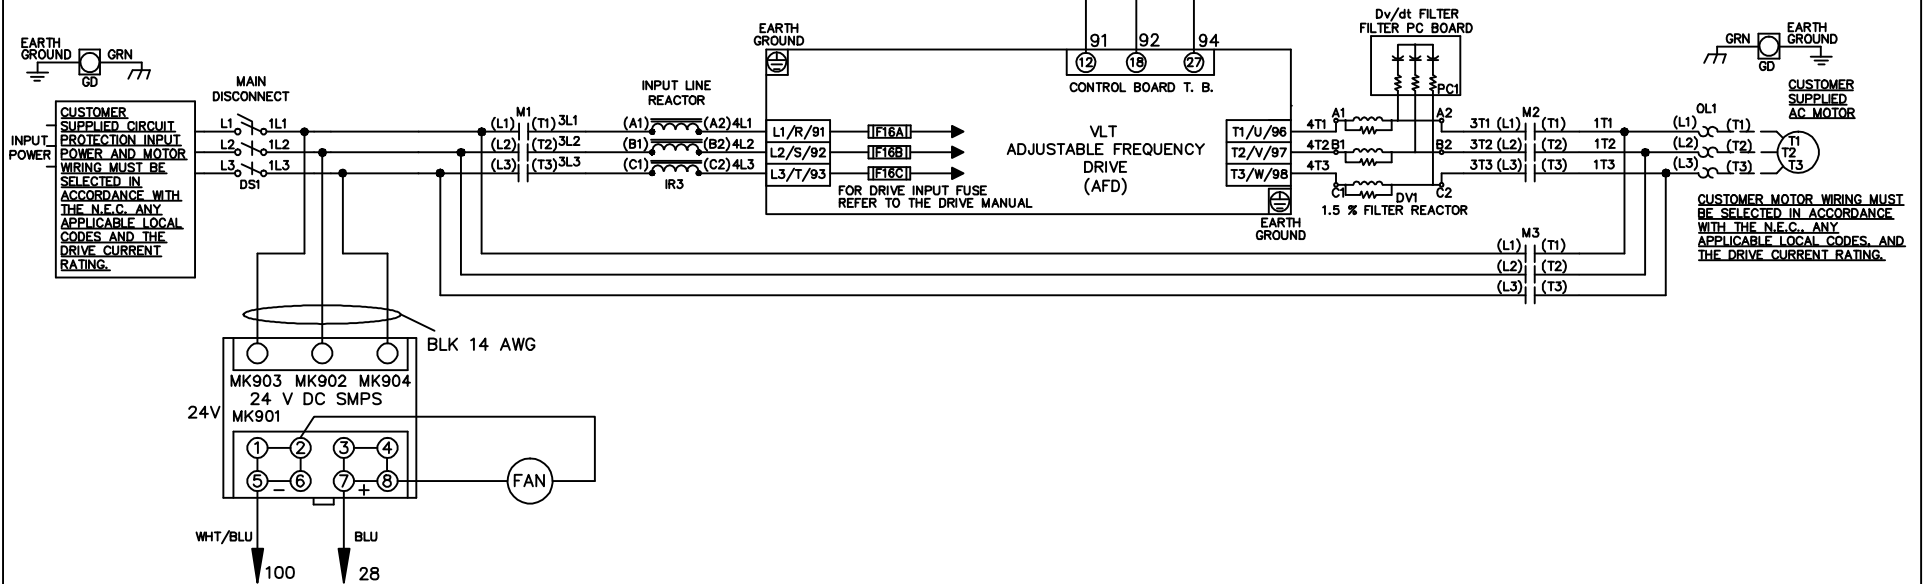 EARTH
GROUND
GRN
GD
CUSTOMER
SUPPLIED CIRCUIT
PROTECTION INPUT
POWER AND MOTOR
WIRING MUST BE
SELECTED IN
ACCORDANCE WITH
THE N.E.C. ANY
APPLICABLE LOCAL
CODES AND THE
DRIVE CURRENT
RATING.
INPUT
POWER
MAIN
DISCONNECT
L1 1L1
L2 1L2
L3 1L3
DS1
M1
(L1) (T1) 3L1
(L2) (T2) 3L2
(L3) (T3) 3L3
INPUT LINE
REACTOR
(A1) (A2) 4L1
(B1) (B2) 4L2
(C1) (C2) 4L3
IR3
EARTH
GROUND
L1/R/91
L2/S/92
L3/T/93
F16A
F16B
F16C
FOR DRIVE INPUT FUSE
REFER TO THE DRIVE MANUAL
91 92 94
12 18 27
CONTROL BOARD T. B.
VLT
ADJUSTABLE FREQUENCY
DRIVE
(AFD)
T1/U/96
T2/V/97
T3/W/98
EARTH
GROUND
Dv/dt FILTER
FILTER PC BOARD
PC1
4T1 A1 A2
4T2 B1 B2
4T3 C1 C2
DV1
1.5 % FILTER REACTOR
M2
3T1 (L1) (T1) 1T1
3T2 (L2) (T2) 1T2
3T3 (L3) (T3) 1T3
M3
(L1) (T1)
(L2) (T2)
(L3) (T3)
OL1
(L1) (T1)
(L2) (T2)
(L3) (T3)
T1
T2
T3
GRN
GD
EARTH
GROUND
CUSTOMER
SUPPLIED
AC MOTOR
CUSTOMER MOTOR WIRING MUST
BE SELECTED IN ACCORDANCE
WITH THE N.E.C., ANY
APPLICABLE LOCAL CODES, AND
THE DRIVE CURRENT RATING.
BLK 14 AWG
MK903 MK902 MK904
24 V DC SMPS
24V MK901
1 2 3 4
5 6 7 8
- +
FAN
WHT/BLU BLU
100 28